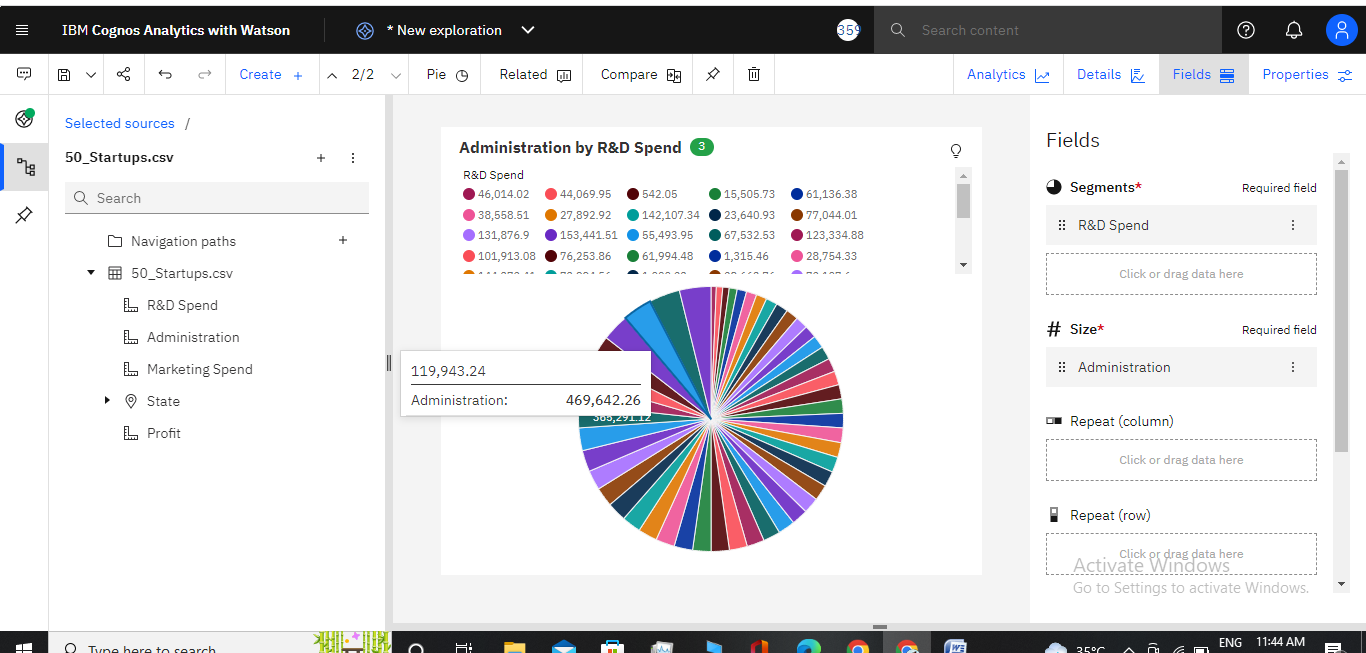 IBM Cognos Analytics with Watson
* New exploration
359
Search content
Create +
2/2
Pie
Related
Compare
Analytics
Details
Fields
Properties
Selected sources /
50_Startups.csv
Search
Navigation paths
50_Startups.csv
R&D Spend
Administration
Marketing Spend
State
Profit
Administration by R&D Spend 3
R&D Spend
46,014.02 44,069.95 542.05 15,505.73 61,136.38
38,558.51 27,892.92 142,107.34 23,640.93 77,044.01
131,876.9 153,441.51 55,493.95 67,532.53 123,334.88
101,913.08 76,253.86 61,994.48 1,315.46 28,754.33
119,943.24
Administration: 469,642.26
365,291.12
Fields
Segments* Required field
R&D Spend
Click or drag data here
# Size* Required field
Administration
Repeat (column)
Click or drag data here
Repeat (row)
Click or drag data here
Activate Windows
Go to Settings to activate Windows.
Type here to search
35°C
ENG
11:44 AM